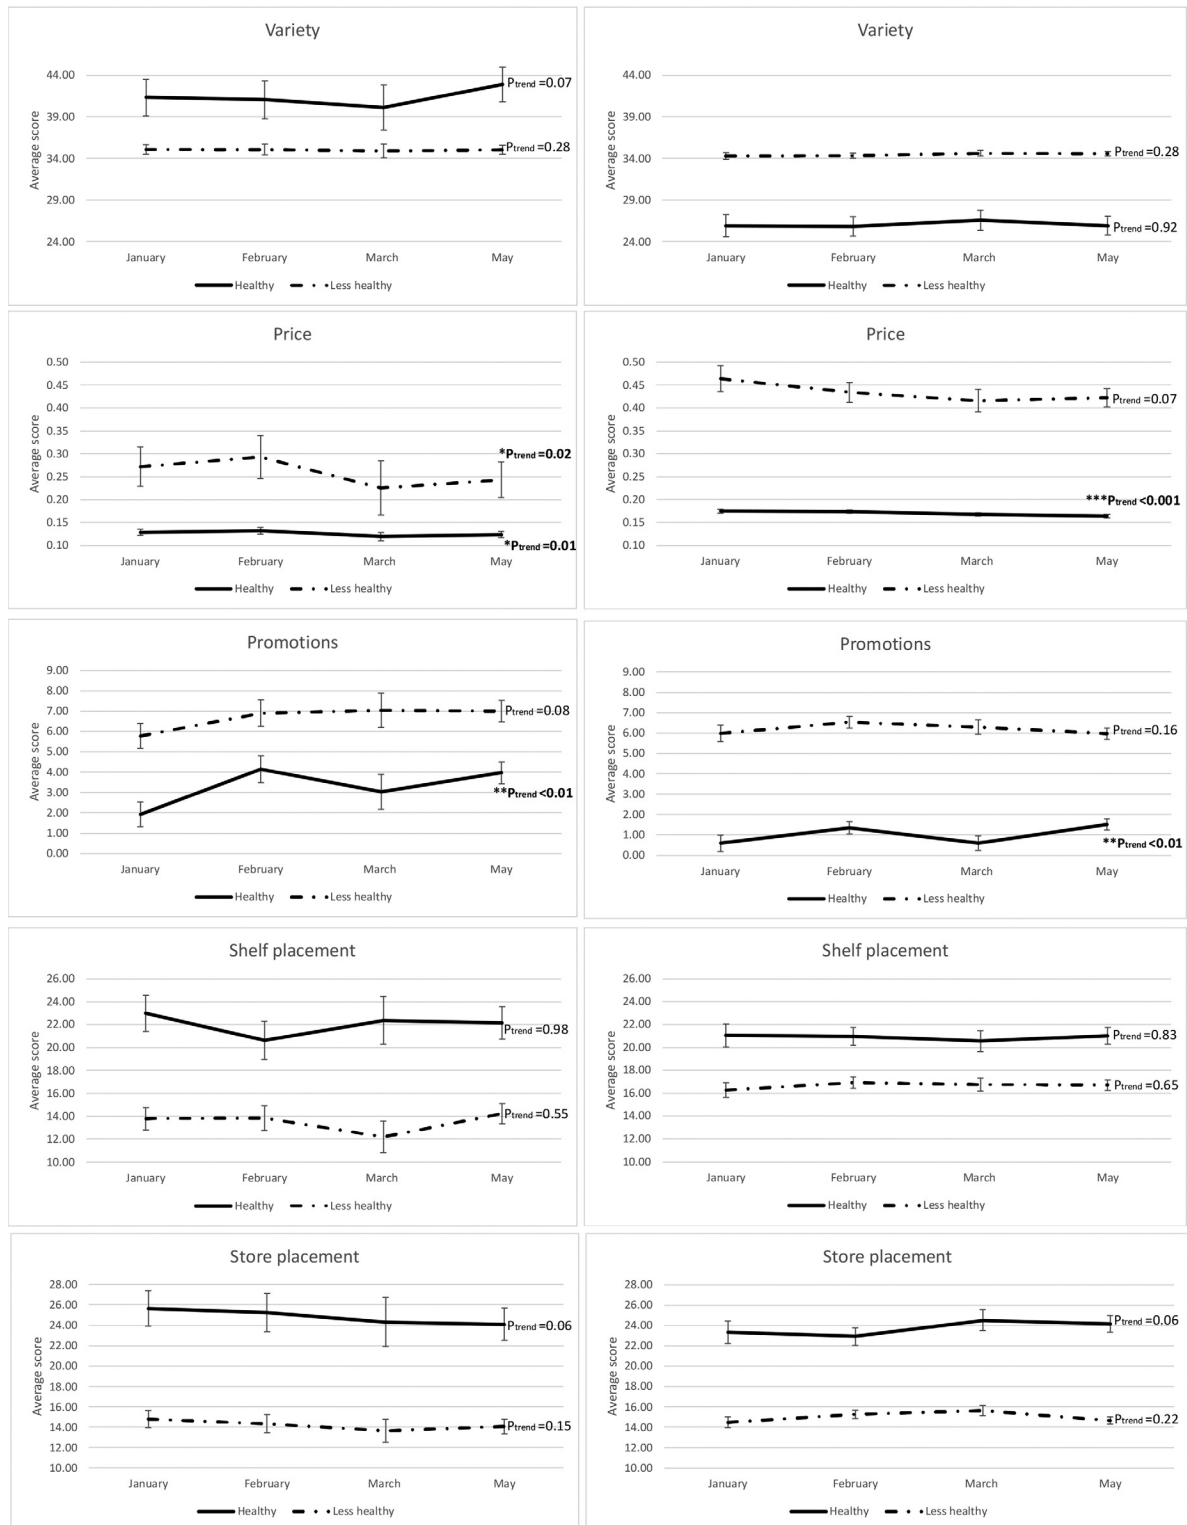 Variety
Average score
44.00
39.00
34.00
29.00
24.00
Ptrend =0.07
Ptrend =0.28
January February March May
Healthy Less healthy
Variety
Average score
44.00
39.00
34.00
29.00
24.00
Ptrend =0.28
Ptrend =0.92
January February March May
Healthy Less healthy
Price
Average score
0.50
0.45
0.40
0.35
0.30
0.25
0.20
0.15
0.10
*Ptrend =0.02
*Ptrend =0.01
January February March May
Healthy Less healthy
Price
Average score
0.50
0.45
0.40
0.35
0.30
0.25
0.20
0.15
0.10
Ptrend =0.07
***Ptrend <0.001
January February March May
Healthy Less healthy
Promotions
Average score
9.00
8.00
7.00
6.00
5.00
4.00
3.00
2.00
1.00
0.00
Ptrend =0.08
**Ptrend <0.01
January February March May
Healthy Less healthy
Promotions
Average score
9.00
8.00
7.00
6.00
5.00
4.00
3.00
2.00
1.00
0.00
Ptrend =0.16
**Ptrend <0.01
January February March May
Healthy Less healthy
Shelf placement
Average score
26.00
24.00
22.00
20.00
18.00
16.00
14.00
12.00
10.00
Ptrend =0.98
Ptrend =0.55
January February March May
Healthy Less healthy
Shelf placement
Average score
26.00
24.00
22.00
20.00
18.00
16.00
14.00
12.00
10.00
Ptrend =0.83
Ptrend =0.65
January February March May
Healthy Less healthy
Store placement
Average score
28.00
26.00
24.00
22.00
20.00
18.00
16.00
14.00
12.00
10.00
Ptrend =0.06
Ptrend =0.15
January February March May
Healthy Less healthy
Store placement
Average score
28.00
26.00
24.00
22.00
20.00
18.00
16.00
14.00
12.00
10.00
Ptrend =0.06
Ptrend =0.22
January February March May
Healthy Less healthy